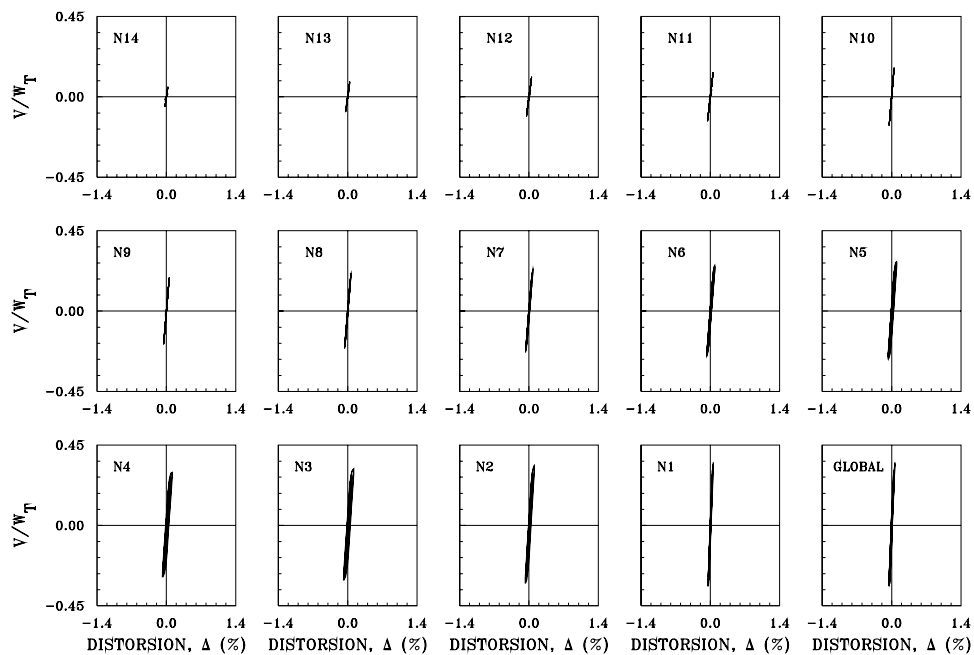 0.45
N14 N13 N12 N11 N10
V/W_T 0.00
-0.45
-1.4 0.0 1.4 -1.4 0.0 1.4 -1.4 0.0 1.4 -1.4 0.0 1.4 -1.4 0.0 1.4
0.45
N9 N8 N7 N6 N5
V/W_T 0.00
-0.45
-1.4 0.0 1.4 -1.4 0.0 1.4 -1.4 0.0 1.4 -1.4 0.0 1.4 -1.4 0.0 1.4
0.45
N4 N3 N2 N1 GLOBAL
V/W_T 0.00
-0.45
-1.4 0.0 1.4 -1.4 0.0 1.4 -1.4 0.0 1.4 -1.4 0.0 1.4 -1.4 0.0 1.4
DISTORSION, Δ (%) DISTORSION, Δ (%) DISTORSION, Δ (%) DISTORSION, Δ (%) DISTORSION, Δ (%)